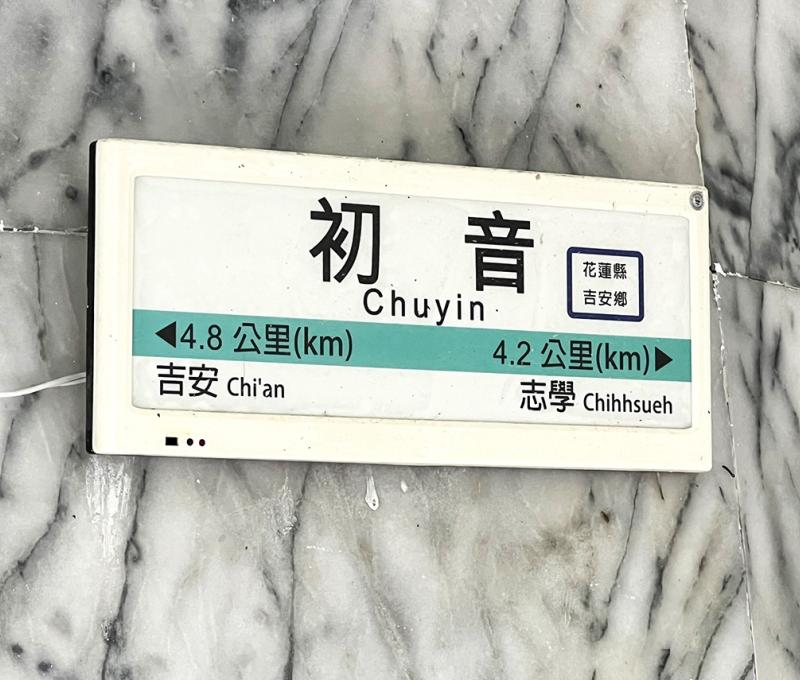 初音
Chuyin
花蓮縣
吉安鄉
◀4.8 公里(km)
4.2 公里(km)▶
吉安 Chi'an
志學 Chihhsueh